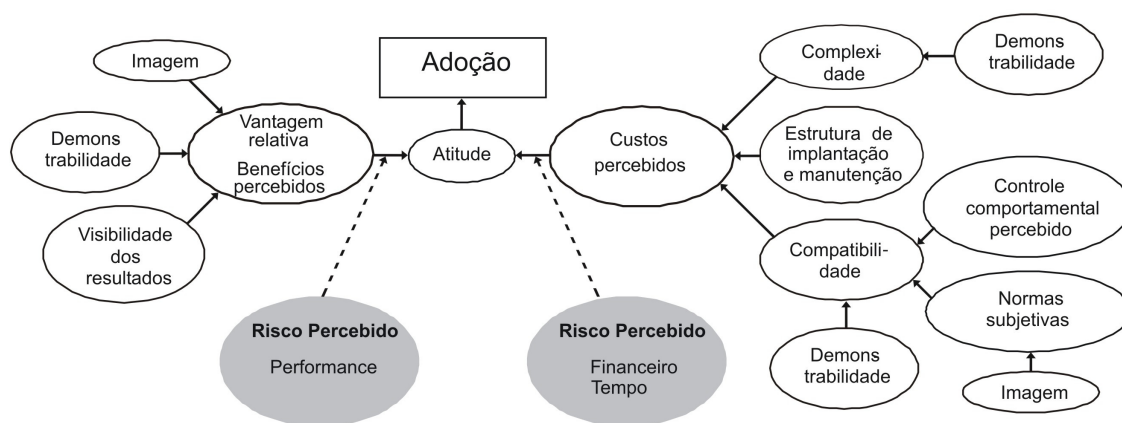 Imagem
Demons
trabilidade
Visibilidade
dos
resultados
Vantagem
relativa
Benefícios
percebidos
Adoção
Atitude
Custos
percebidos
Complexi-
dade
Demons
trabilidade
Estrutura de
implantação
e manutenção
Controle
comportamental
percebido
Compatibili-
dade
Normas
subjetivas
Demons
trabilidade
Imagem
Risco Percebido
Performance
Risco Percebido
Financeiro
Tempo